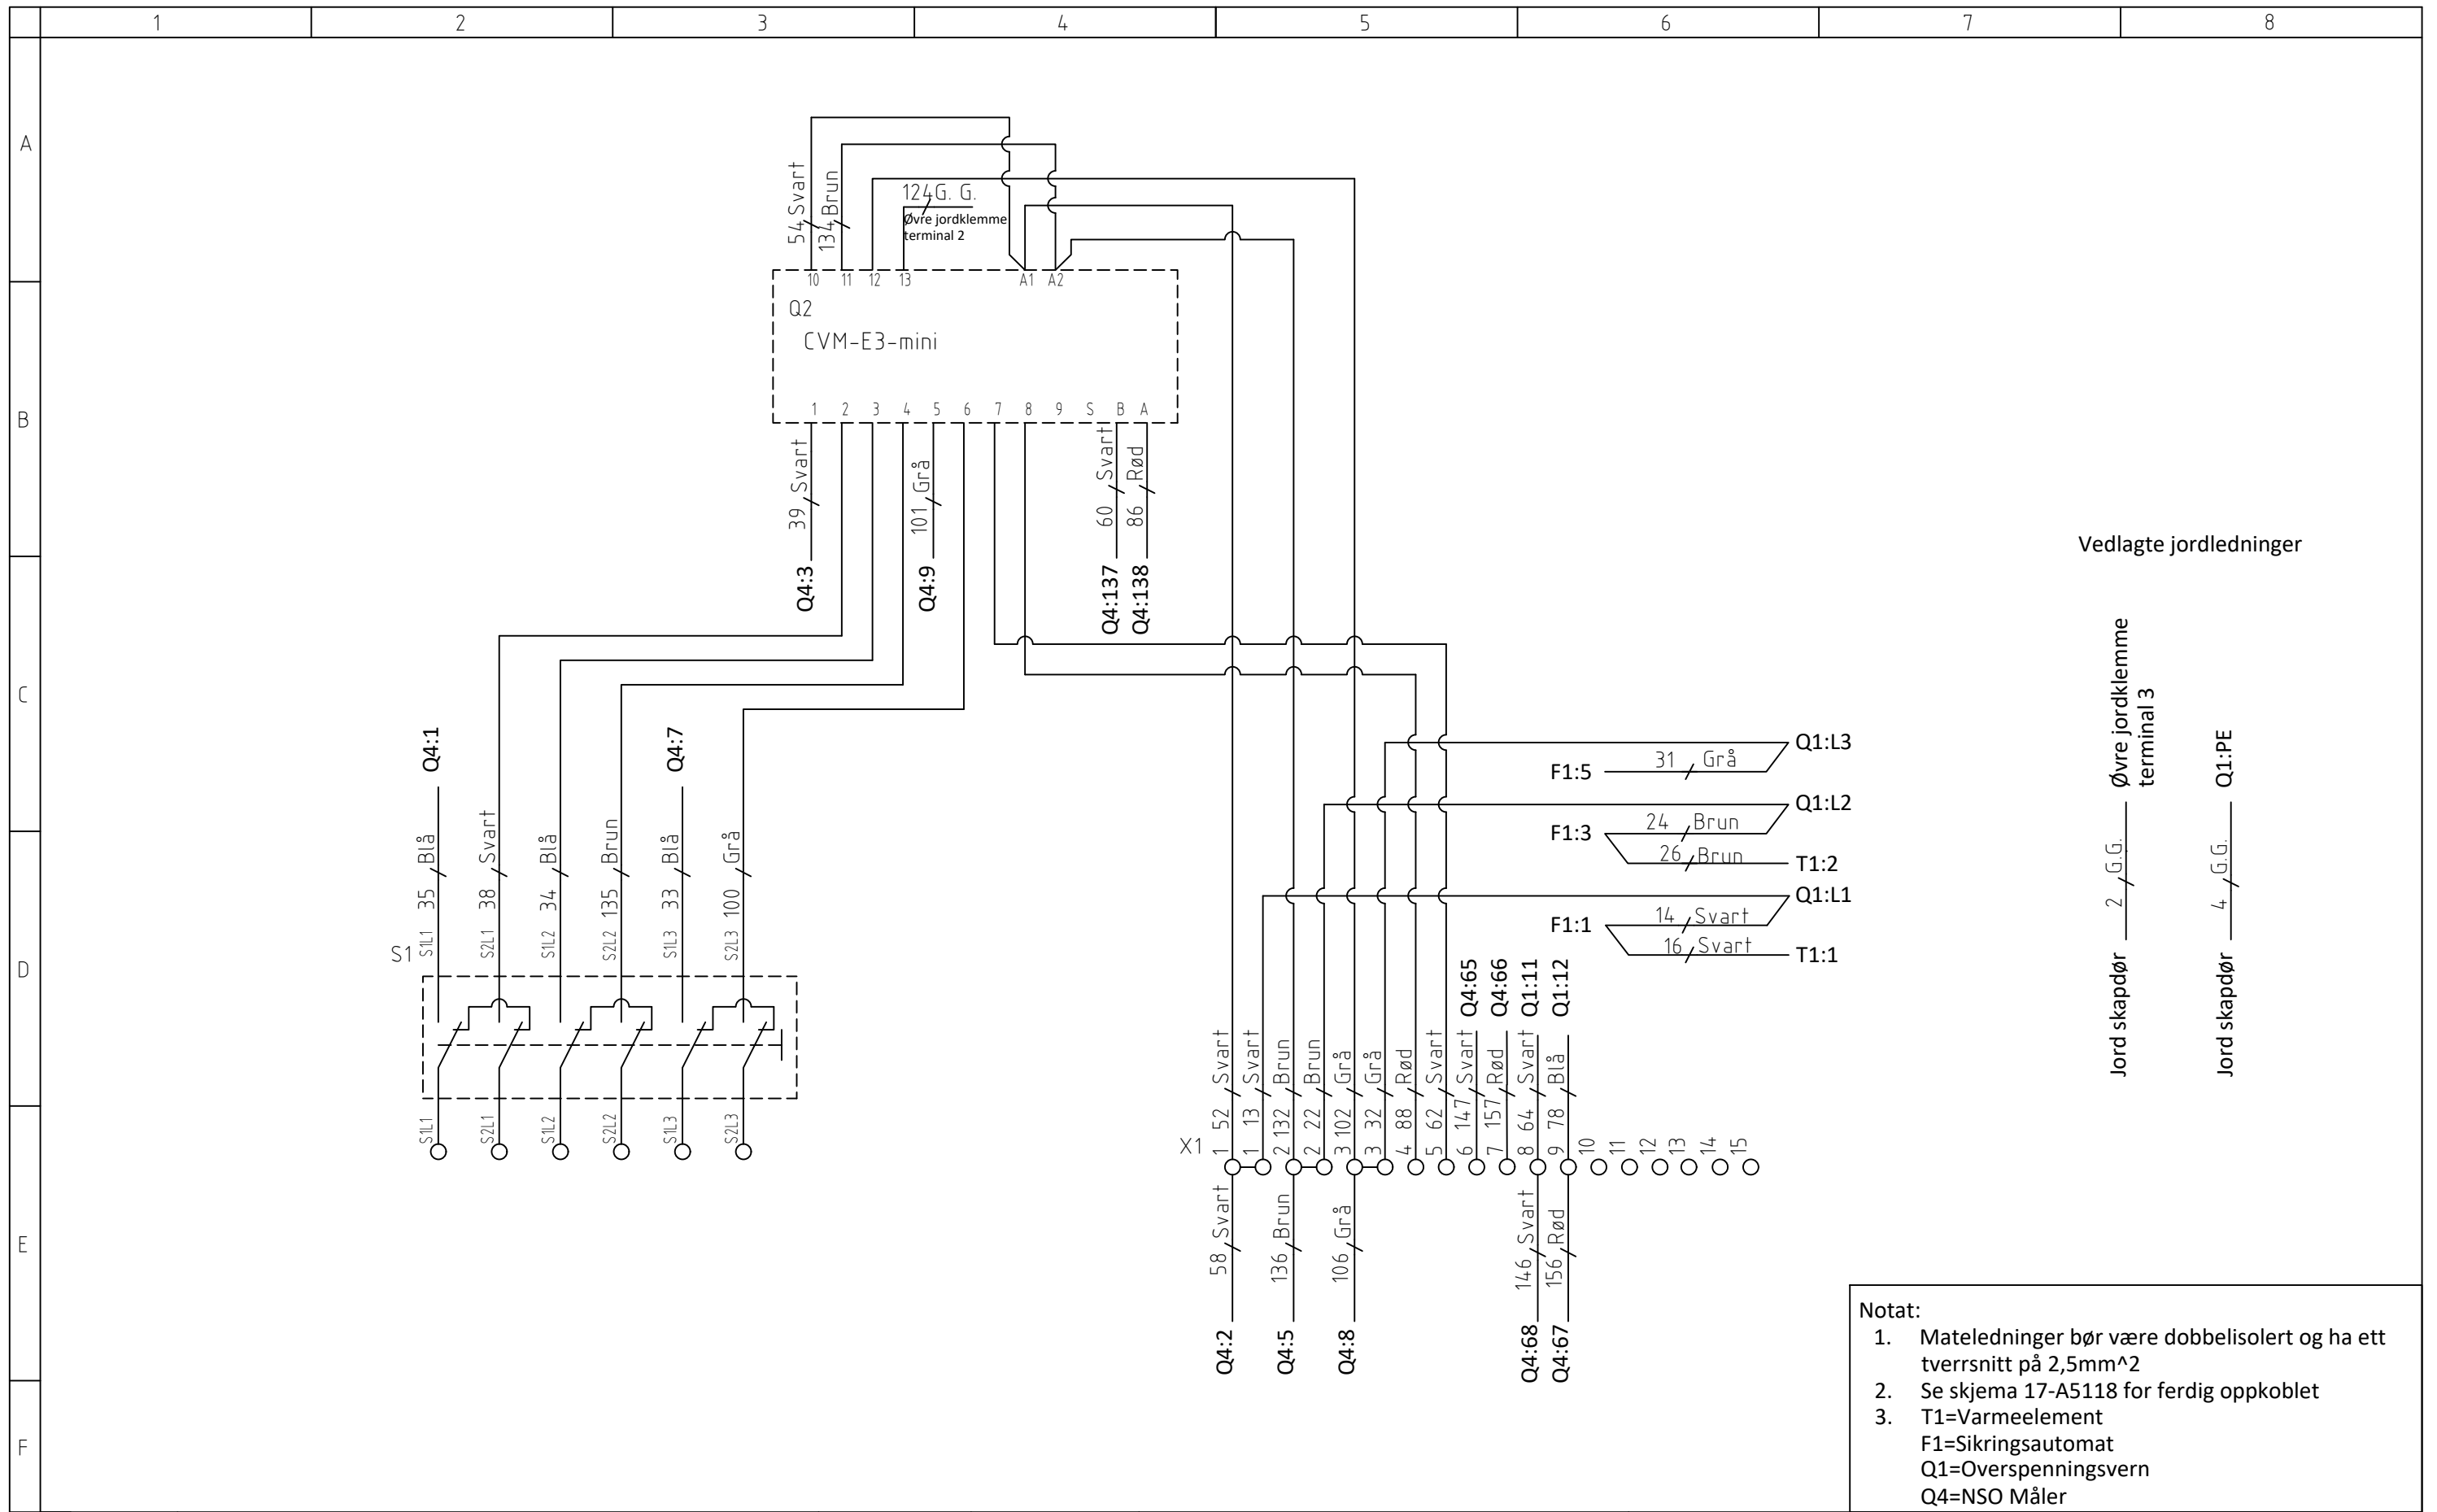 1 2 3 4 5 6 7 8
A
B
C
D
E
F
54 Svart
134 Brun
124 G. G.
Øvre jordklemme
terminal 2
10 11 12 13 A1 A2
Q2
CVM-E3-mini
1 2 3 4 5 6 7 8 9 S B A
39 Svart
101 Grå
60 Svart
86 Rød
Q4:3
Q4:9
Q4:137
Q4:138
Vedlagte jordledninger
Q4:1
Q4:7
S1
S1L1 35 Blå
S2L1 38 Svart
S1L2 34 Blå
S2L2 135 Brun
S1L3 33 Blå
S2L3 100 Grå
S1L1
S2L1
S1L2
S2L2
S1L3
S2L3
Q1:L3
F1:5 31 Grå
Q1:L2
F1:3 24 Brun
26 Brun T1:2
Q1:L1
F1:1 14 Svart
16 Svart T1:1
Q4:65
Q4:66
Q1:11
Q1:12
X1
1 52 Svart
1 13 Svart
2 132 Brun
2 22 Brun
3 102 Grå
3 32 Grå
4 88 Rød
5 62 Svart
6 147 Svart
7 157 Rød
8 64 Svart
9 78 Blå
10
11
12
13
14
15
58 Svart
136 Brun
106 Grå
146 Svart
156 Rød
Q4:2
Q4:5
Q4:8
Q4:68
Q4:67
Jord skapdør 2 G.G. Øvre jordklemme
terminal 3
Jord skapdør 4 G.G. Q1:PE
Notat:
1. Mateledninger bør være dobbelisolert og ha ett
tverrsnitt på 2,5mm^2
2. Se skjema 17-A5118 for ferdig oppkoblet
3. T1=Varmeelement
F1=Sikringsautomat
Q1=Overspenningsvern
Q4=NSO Måler